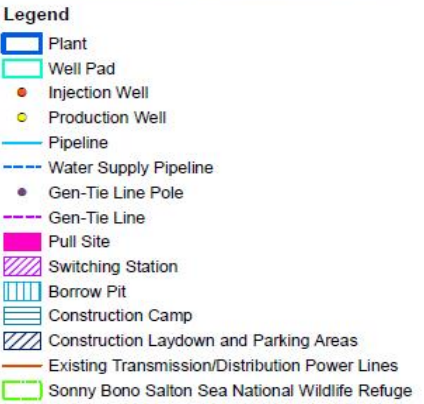 Legend
Plant
Well Pad
Injection Well
Production Well
Pipeline
Water Supply Pipeline
Gen-Tie Line Pole
Gen-Tie Line
Pull Site
Switching Station
Borrow Pit
Construction Camp
Construction Laydown and Parking Areas
Existing Transmission/Distribution Power Lines
Sonny Bono Salton Sea National Wildlife Refuge